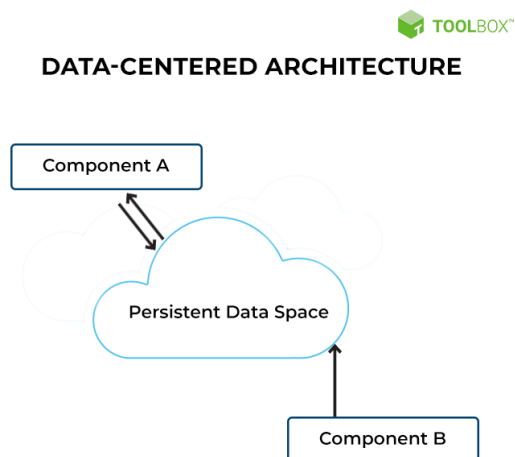 TOOLBOX™
DATA-CENTERED ARCHITECTURE
Component A
Persistent Data Space
Component B